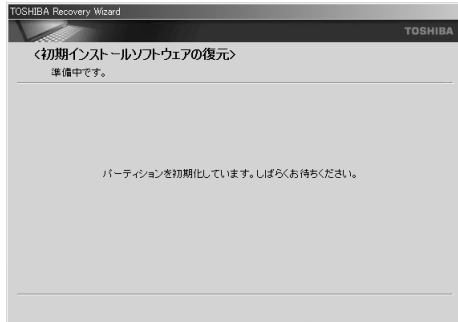 TOSHIBA Recovery Wizard
TOSHIBA
<初期インストールソフトウェアの復元>
準備中です。
パーティションを初期化しています。しばらくお待ちください。